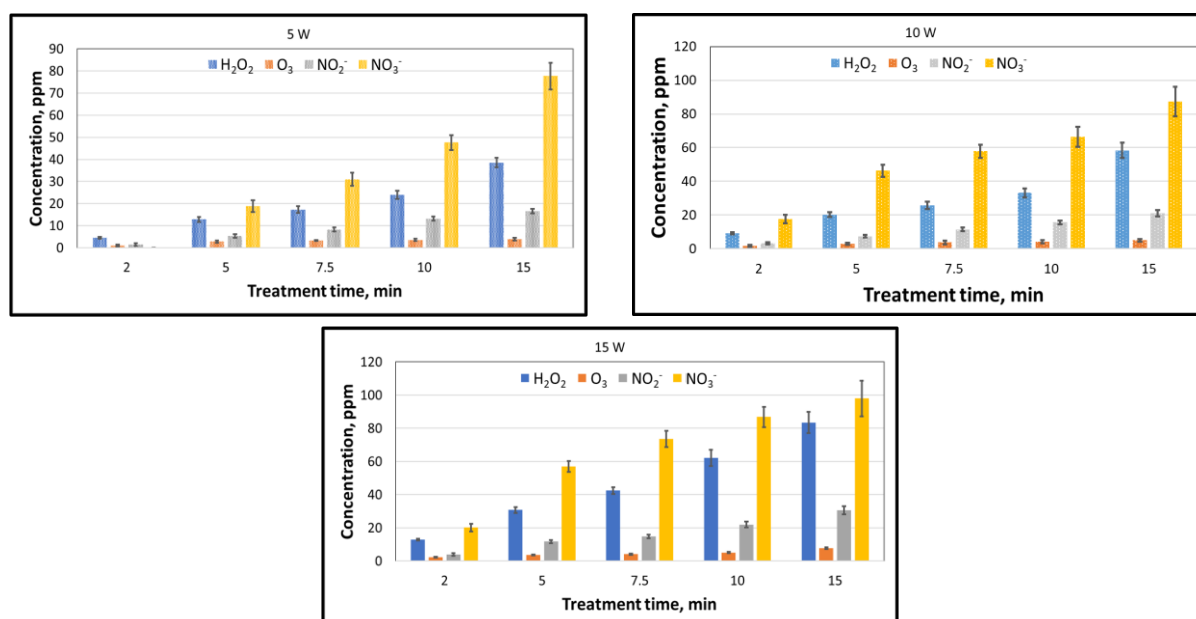 5 W
H₂O₂ O₃ NO₂⁻ NO₃⁻
Concentration, ppm
90
80
70
60
50
40
30
20
10
0
2 5 7.5 10 15
Treatment time, min
10 W
H₂O₂ O₃ NO₂⁻ NO₃⁻
Concentration, ppm
120
100
80
60
40
20
0
2 5 7.5 10 15
Treatment time, min
15 W
H₂O₂ O₃ NO₂⁻ NO₃⁻
Concentration, ppm
120
100
80
60
40
20
0
2 5 7.5 10 15
Treatment time, min